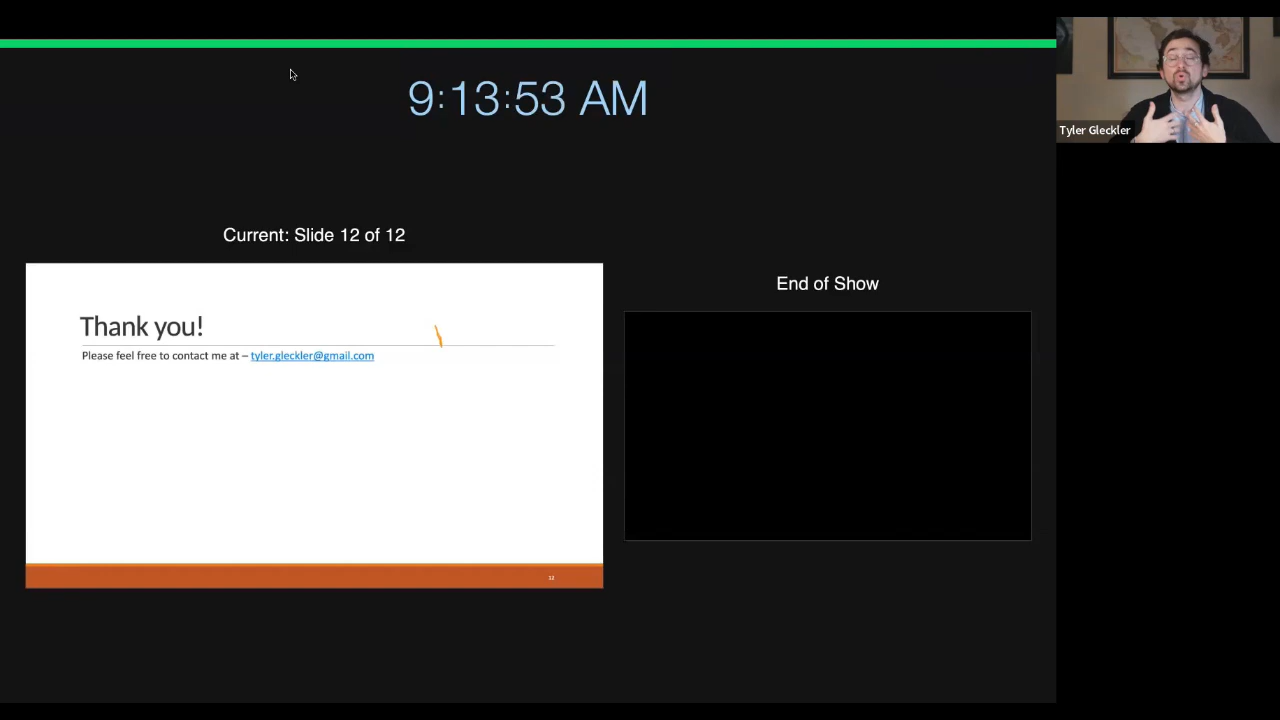 9:13:53 AM
Tyler Gleckler
Current: Slide 12 of 12
End of Show
Thank you!
Please feel free to contact me at – tyler.gleckler@gmail.com
12